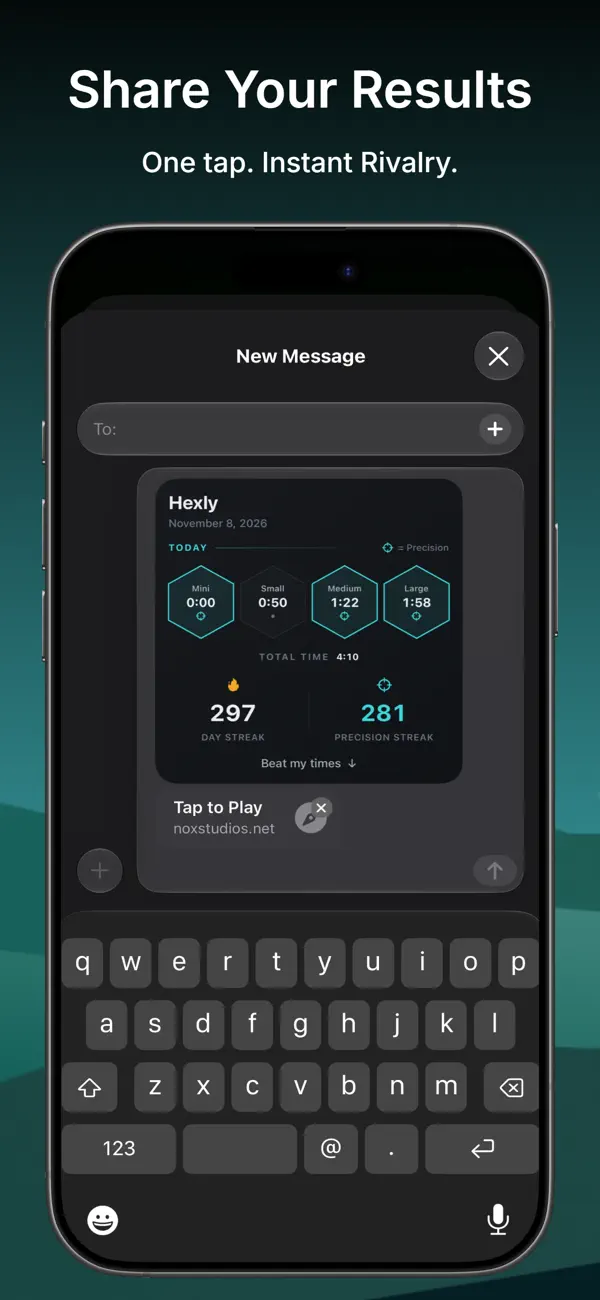 Share Your Results
One tap. Instant Rivalry.
New Message
To:
Hexly
November 8, 2026
TODAY = Precision
Mini Small Medium Large
0:00 0:50 1:22 1:58
TOTAL TIME 4:10
297 281
DAY STREAK PRECISION STREAK
Beat my times ↓
Tap to Play
noxstudios.net
q w e r t y u i o p
a s d f g h j k l
z x c v b n m
123 @ .